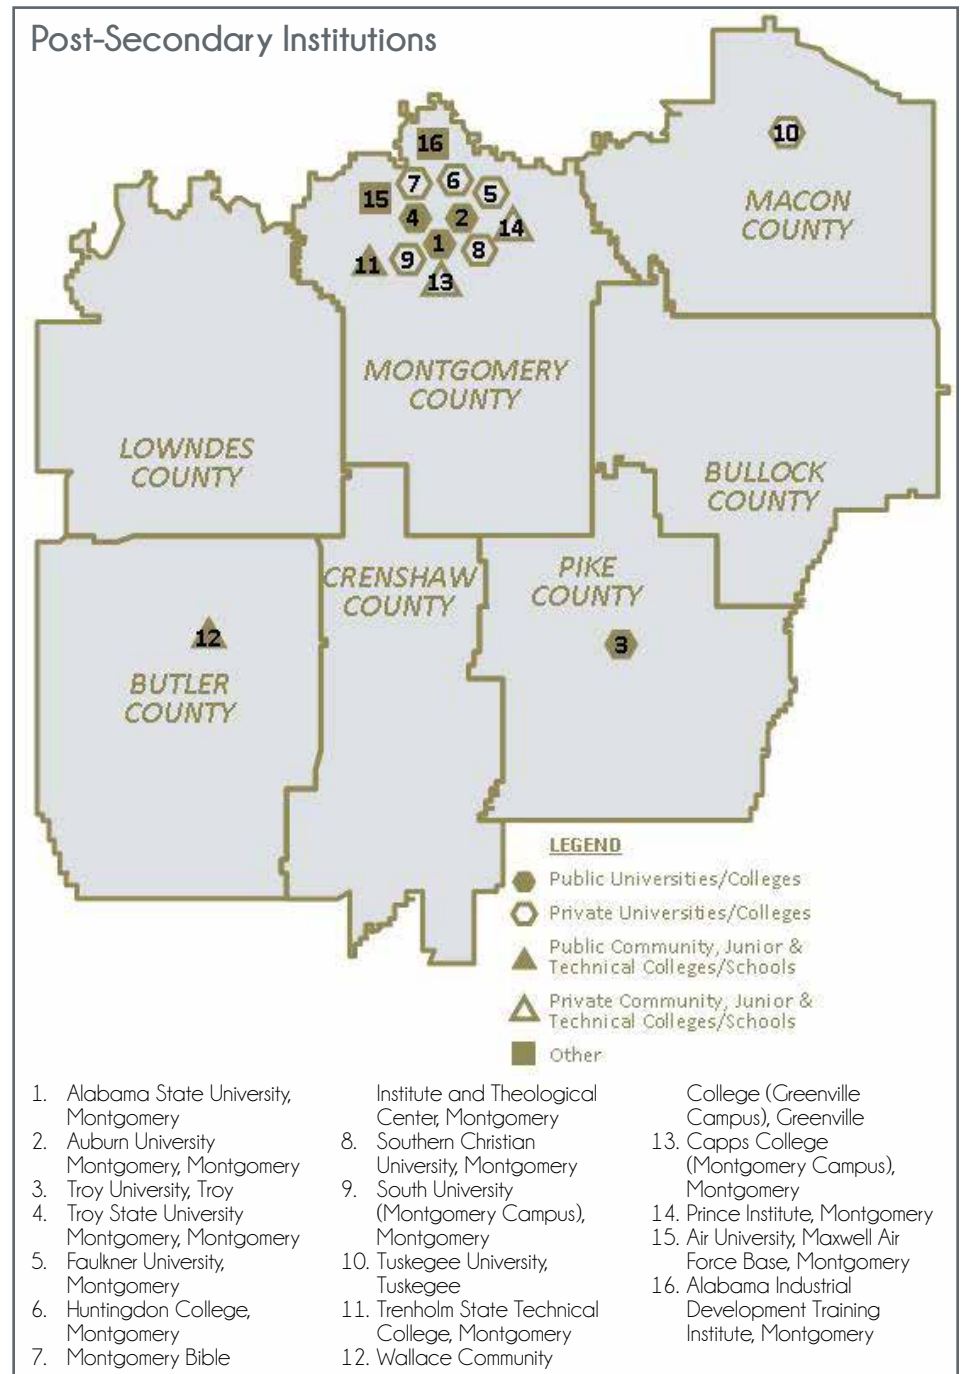 Post-Secondary Institutions
10
16
7
6
5
15
4
2
14
1
9
8
11
13
MACON
COUNTY
MONTGOMERY
COUNTY
LOWNDES
COUNTY
BULLOCK
COUNTY
CRENSHAW
COUNTY
PIKE
COUNTY
12
3
BUTLER
COUNTY
LEGEND
Public Universities/Colleges
Private Universities/Colleges
Public Community, Junior &
Technical Colleges/Schools
Private Community, Junior &
Technical Colleges/Schools
Other
1. Alabama State University,
Montgomery
2. Auburn University
Montgomery, Montgomery
3. Troy University, Troy
4. Troy State University
Montgomery, Montgomery
5. Faulkner University,
Montgomery
6. Huntingdon College,
Montgomery
7. Montgomery Bible
Institute and Theological
Center, Montgomery
8. Southern Christian
University, Montgomery
9. South University
(Montgomery Campus),
Montgomery
10. Tuskegee University,
Tuskegee
11. Trenholm State Technical
College, Montgomery
12. Wallace Community
College (Greenville
Campus), Greenville
13. Capps College
(Montgomery Campus),
Montgomery
14. Prince Institute, Montgomery
15. Air University, Maxwell Air
Force Base, Montgomery
16. Alabama Industrial
Development Training
Institute, Montgomery